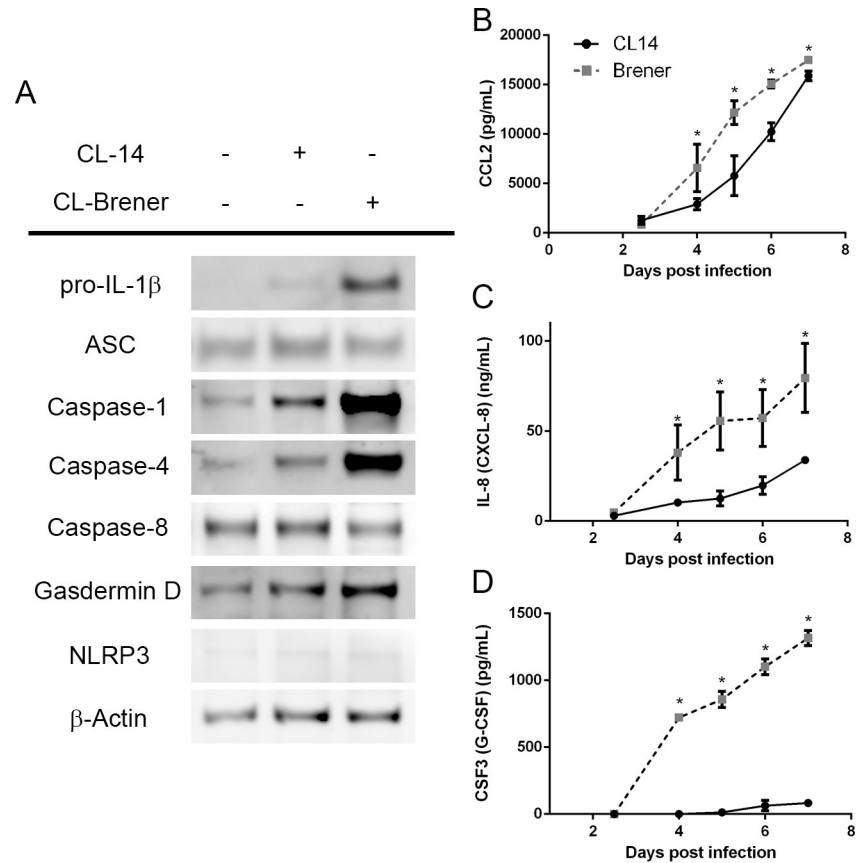 A
CL-14 - + -
CL-Brener - - +
pro-IL-1β
ASC
Caspase-1
Caspase-4
Caspase-8
Gasdermin D
NLRP3
β-Actin
B
CL14
Brener
CCL2 (pg/mL)
20000
15000
10000
5000
0
* * * *
0 2 4 6 8
Days post infection
C
IL-8 (CXCL-8) (ng/mL)
100
50
0
* * * *
2 4 6 8
Days post infection
D
CSF3 (G-CSF) (pg/mL)
1500
1000
500
0
* * * *
2 4 6 8
Days post infection